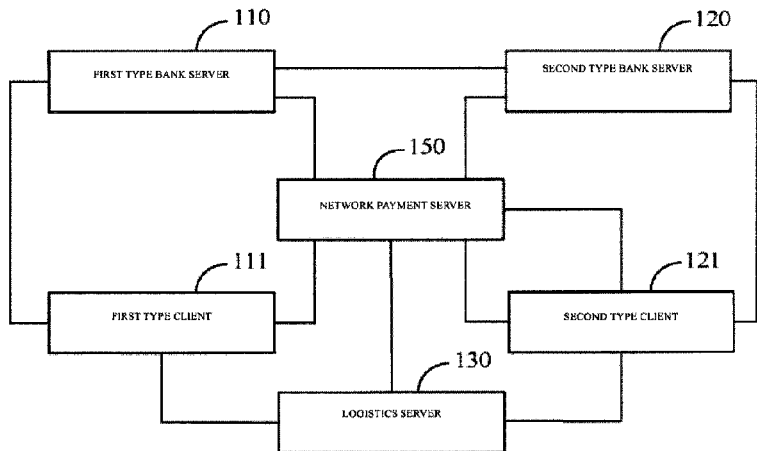 110
120
FIRST TYPE BANK SERVER
SECOND TYPE BANK SERVER
150
NETWORK PAYMENT SERVER
111
121
FIRST TYPE CLIENT
SECOND TYPE CLIENT
130
LOGISTICS SERVER